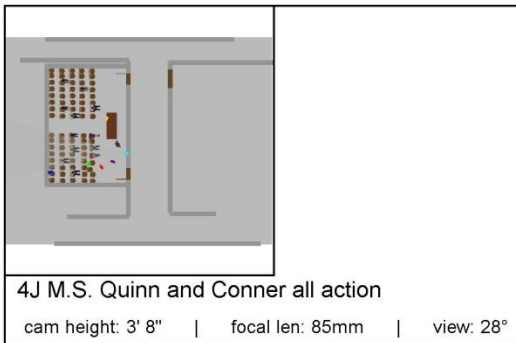 4J M.S. Quinn and Conner all action
cam height: 3' 8" | focal len: 85mm | view: 28°